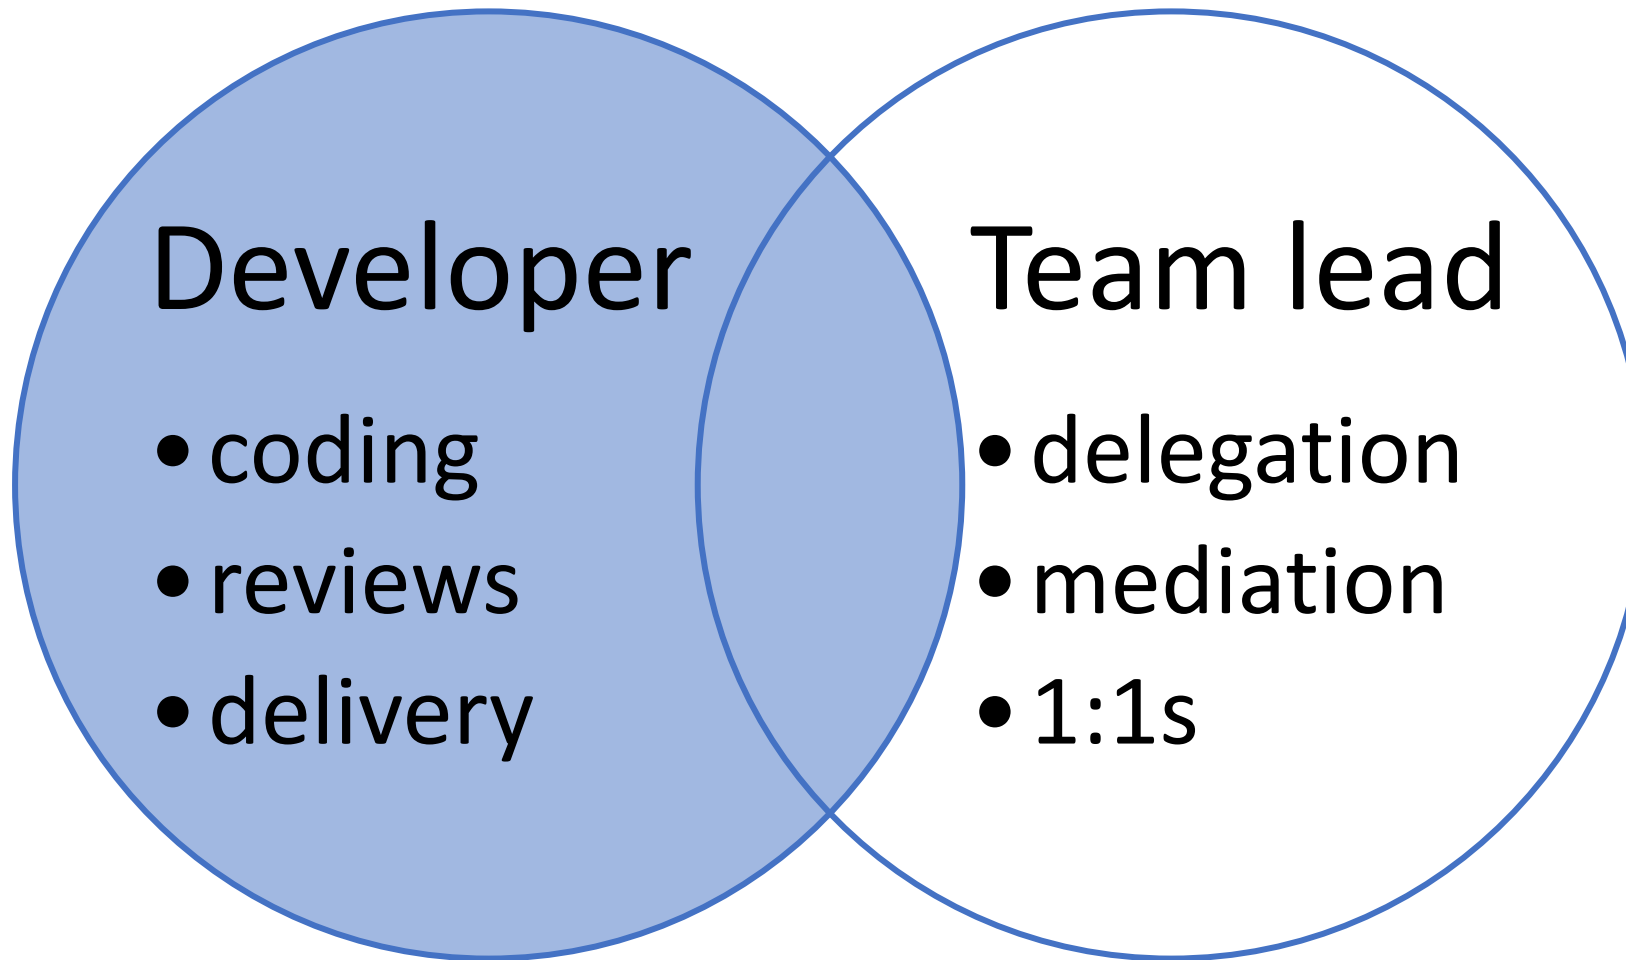 Developer
• coding
• reviews
• delivery
Team lead
• delegation
• mediation
• 1:1s